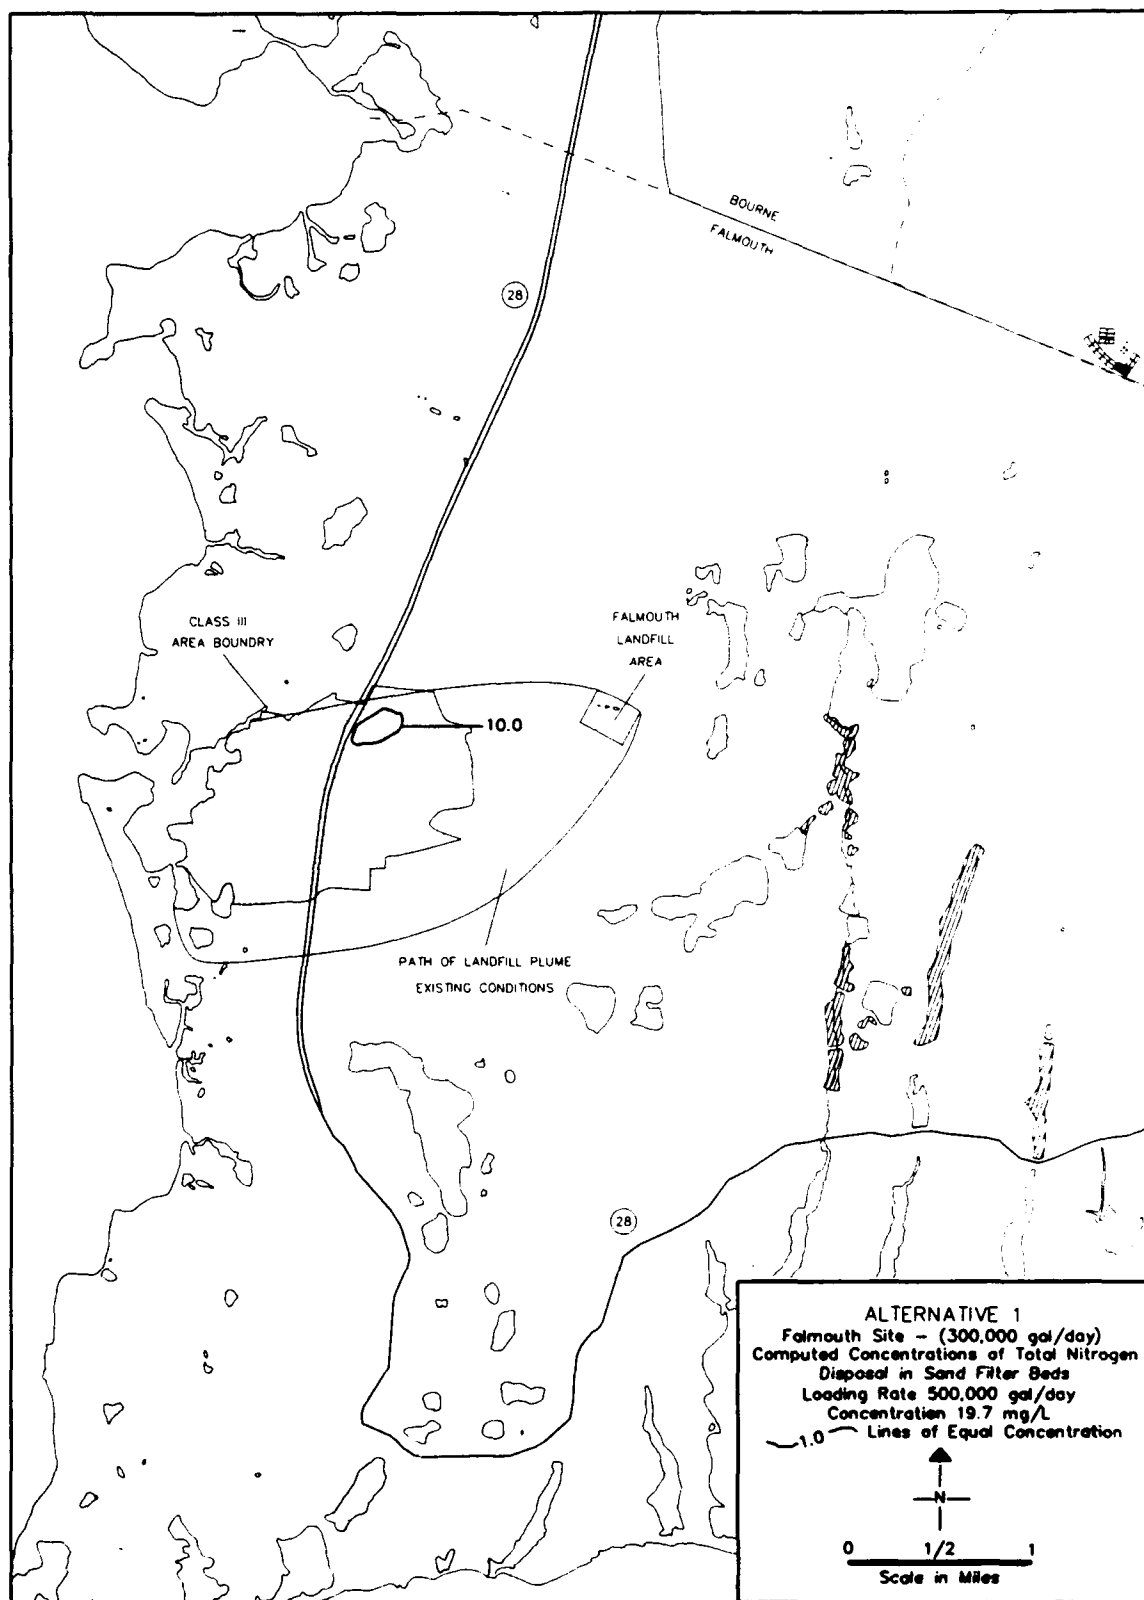 BOURNE
FALMOUTH
28
CLASS III
AREA BOUNDRY
FALMOUTH
LANDFILL
AREA
10.0
PATH OF LANDFILL PLUME
EXISTING CONDITIONS
28
ALTERNATIVE 1
Falmouth Site - (300,000 gal/day)
Computed Concentrations of Total Nitrogen
Disposal in Sand Filter Beds
Loading Rate 500,000 gal/day
Concentration 19.7 mg/L
1.0 Lines of Equal Concentration
N
0 1/2 1
Scale in Miles